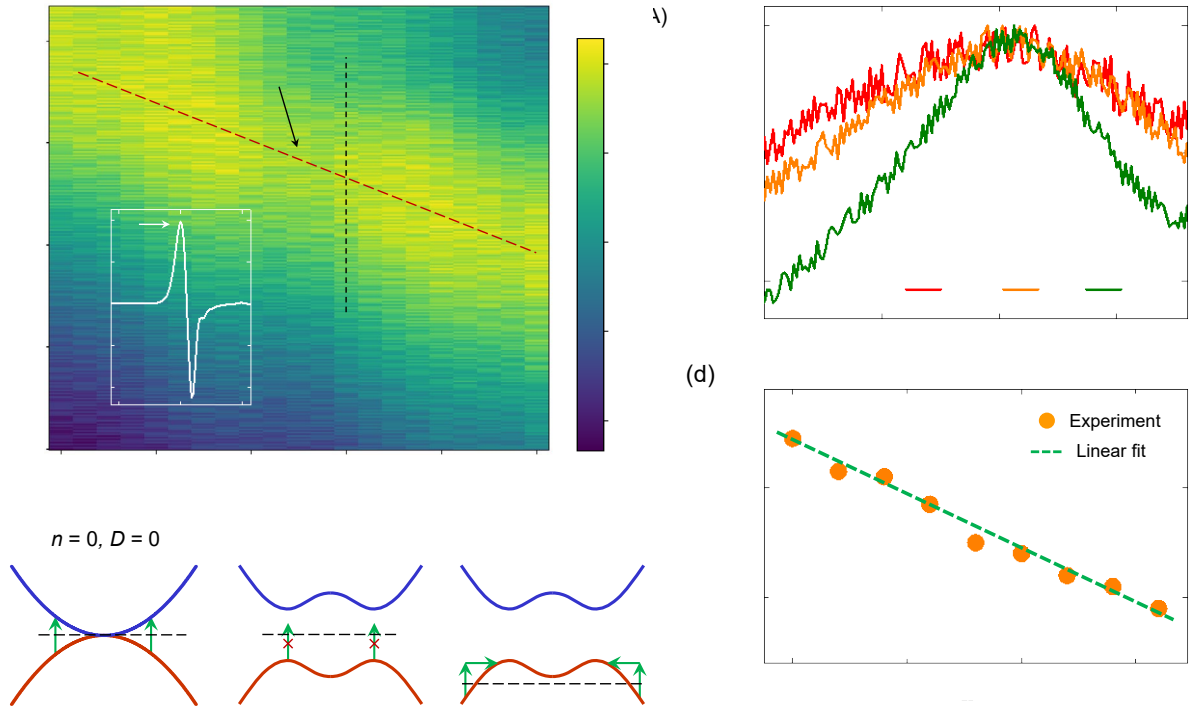 A)
(d)
Experiment
Linear fit
n = 0, D = 0